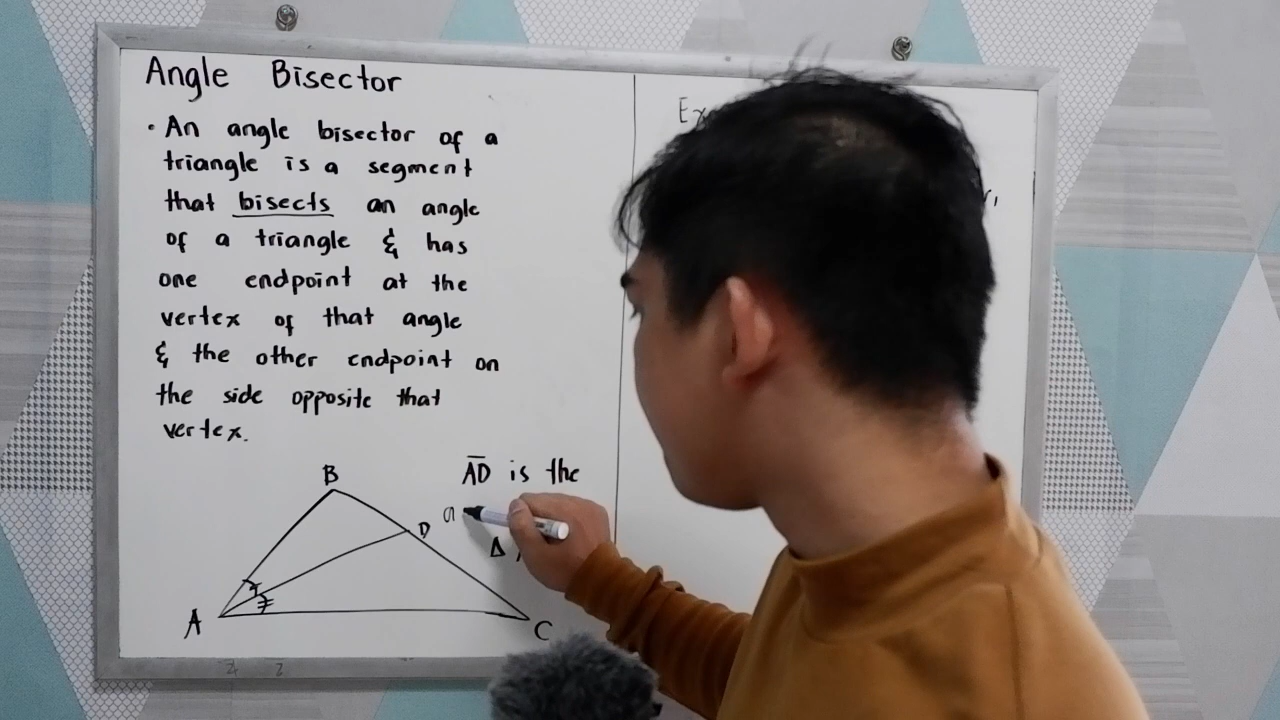 Angle Bisector
• An angle bisector of a
triangle is a segment
that bisects an angle
of a triangle & has
one endpoint at the
vertex of that angle
& the other endpoint on
the side opposite that
vertex.
B
AD is the
a
D
Δ
A
C